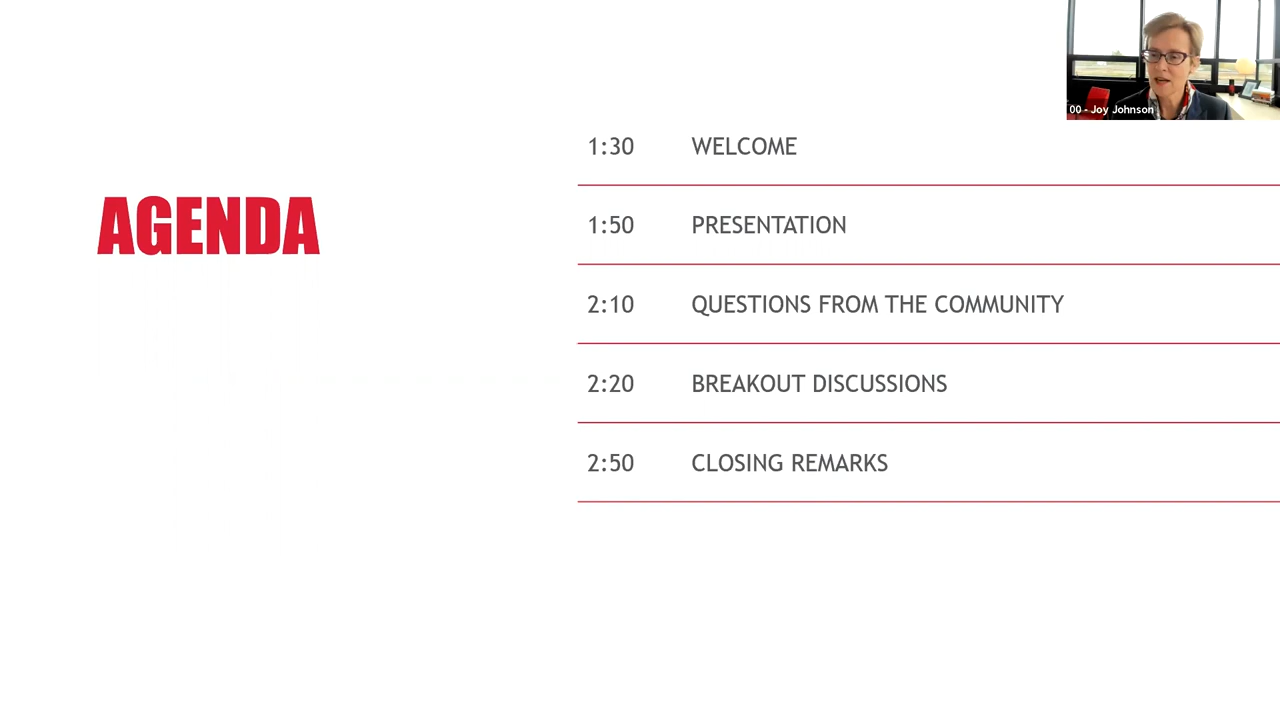 00 - Joy Johnson
AGENDA
1:30 WELCOME
1:50 PRESENTATION
2:10 QUESTIONS FROM THE COMMUNITY
2:20 BREAKOUT DISCUSSIONS
2:50 CLOSING REMARKS